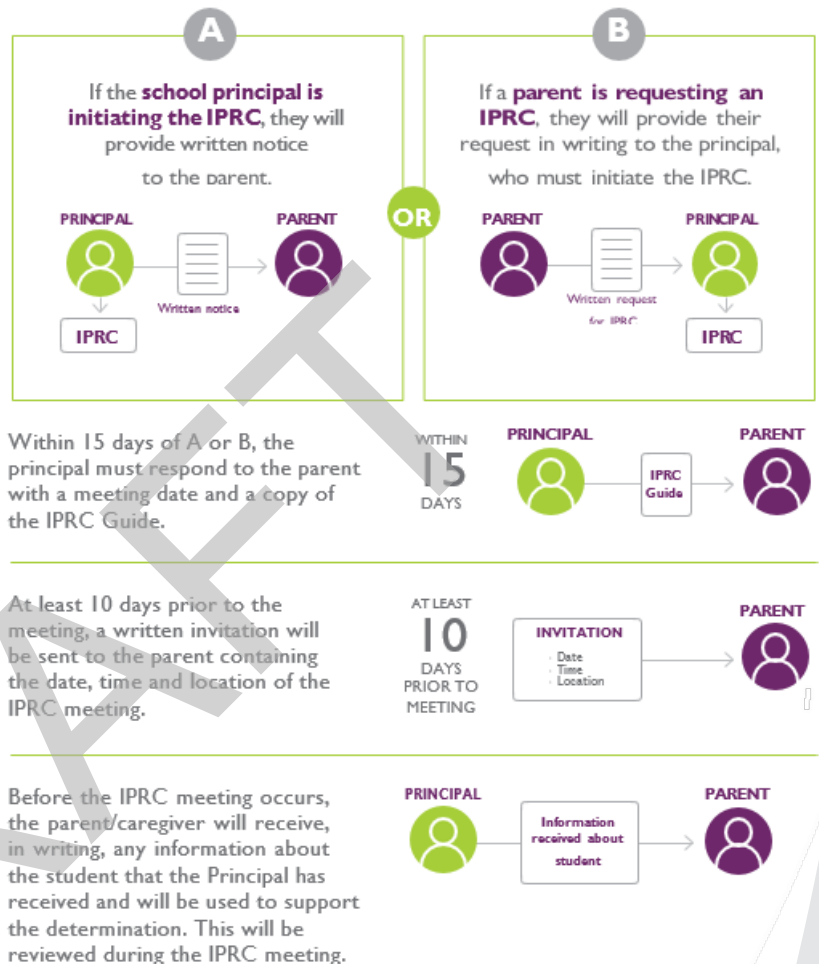 A
If the school principal is
initiating the IPRC, they will
provide written notice
to the parent.
PRINCIPAL
PARENT
Written notice
IPRC
OR
B
If a parent is requesting an
IPRC, they will provide their
request in writing to the principal,
who must initiate the IPRC.
PARENT
PRINCIPAL
Written request
for IPRC
IPRC
Within 15 days of A or B, the
principal must respond to the parent
with a meeting date and a copy of
the IPRC Guide.
WITHIN
15
DAYS
PRINCIPAL
IPRC
Guide
PARENT
At least 10 days prior to the
meeting, a written invitation will
be sent to the parent containing
the date, time and location of the
IPRC meeting.
AT LEAST
10
DAYS
PRIOR TO
MEETING
INVITATION
· Date
· Time
· Location
PARENT
Before the IPRC meeting occurs,
the parent/caregiver will receive,
in writing, any information about
the student that the Principal has
received and will be used to support
the determination. This will be
reviewed during the IPRC meeting.
PRINCIPAL
Information
received about
student
PARENT
AFT